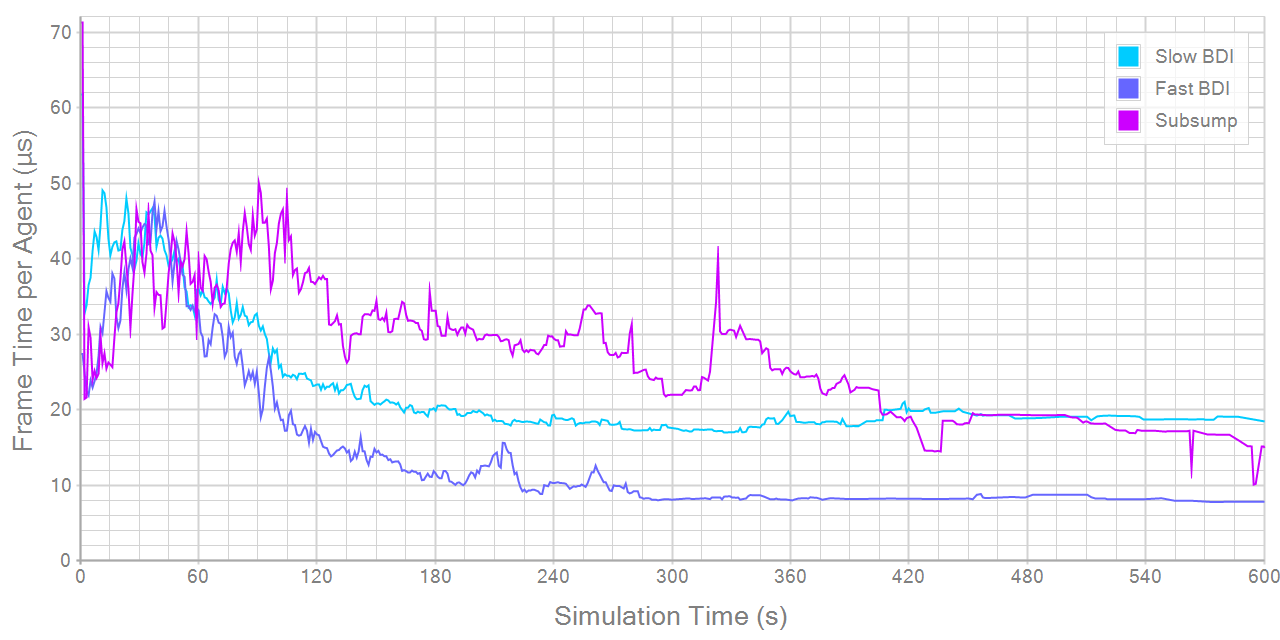 Frame Time per Agent (µs)
70
60
50
40
30
20
10
0
0 60 120 180 240 300 360 420 480 540 600
Simulation Time (s)
Slow BDI
Fast BDI
Subsump